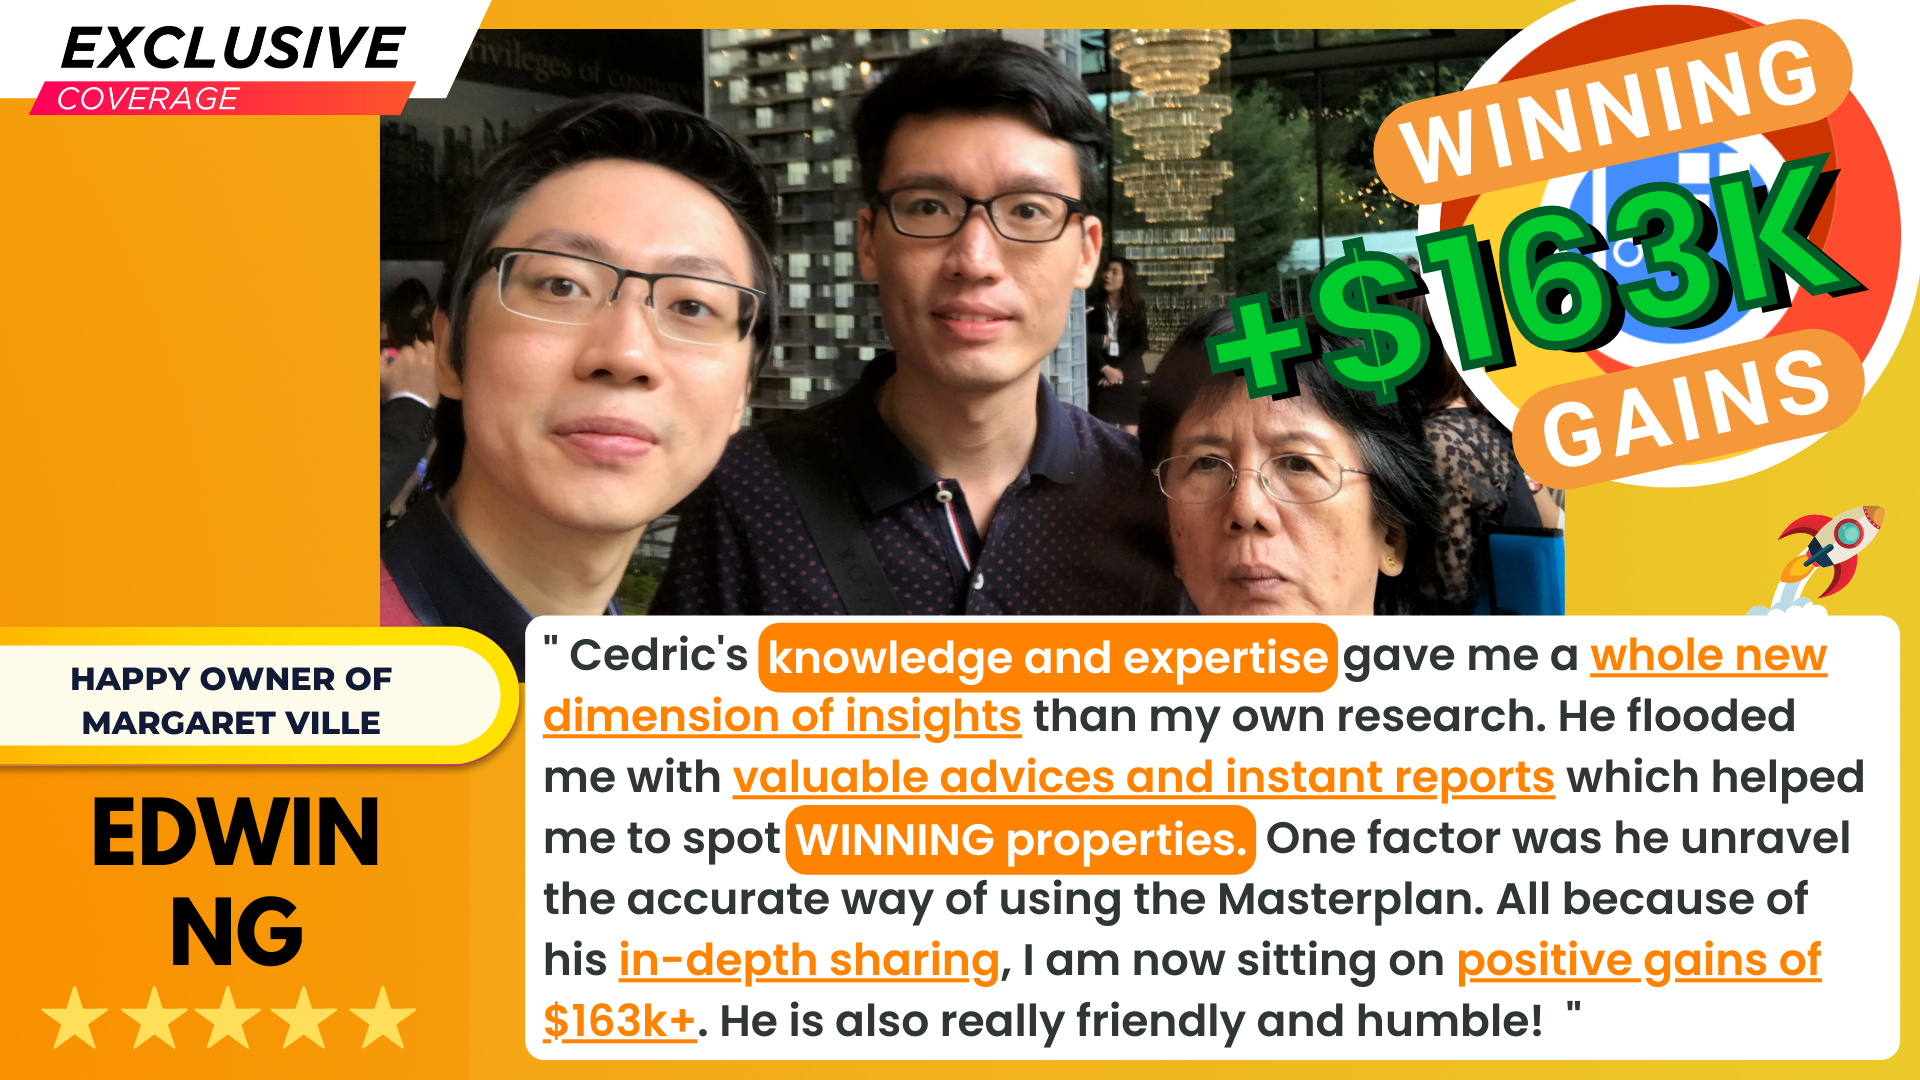 EXCLUSIVE
COVERAGE
rivileges of cosmopo
WINNING
+$163K
GAINS
HAPPY OWNER OF
MARGARET VILLE
EDWIN
NG
" Cedric's knowledge and expertise gave me a whole new
dimension of insights than my own research. He flooded
me with valuable advices and instant reports which helped
me to spot WINNING properties. One factor was he unravel
the accurate way of using the Masterplan. All because of
his in-depth sharing, I am now sitting on positive gains of
$163k+. He is also really friendly and humble! "